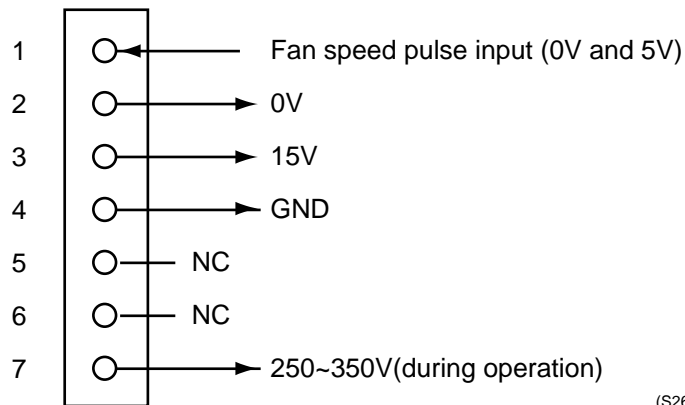 1 Fan speed pulse input (0V and 5V)
2 0V
3 15V
4 GND
5 NC
6 NC
7 250~350V(during operation)
(S26